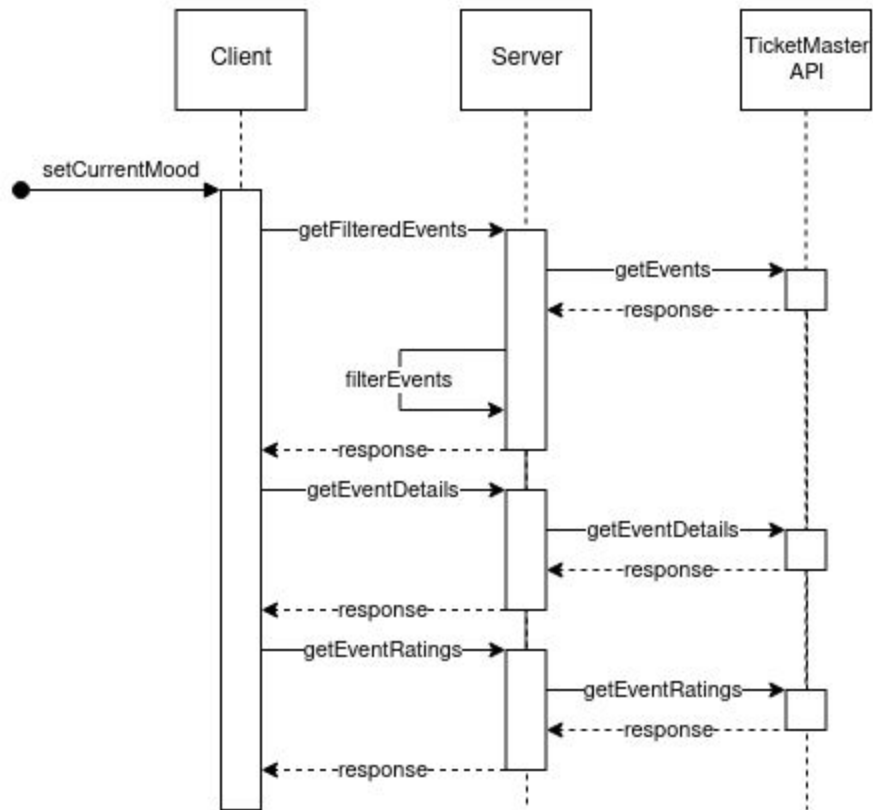 Client
Server
TicketMaster
API
setCurrentMood
getFilteredEvents
getEvents
response
filterEvents
response
getEventDetails
getEventDetails
response
response
getEventRatings
getEventRatings
response
response